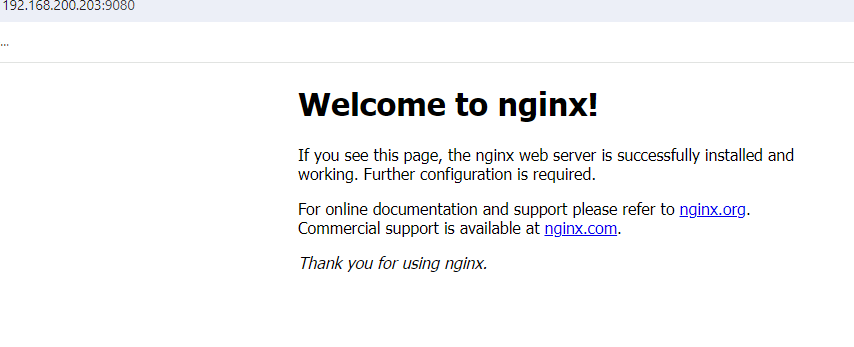 192.168.200.203:9080
...
Welcome to nginx!
If you see this page, the nginx web server is successfully installed and
working. Further configuration is required.
For online documentation and support please refer to nginx.org.
Commercial support is available at nginx.com.
Thank you for using nginx.